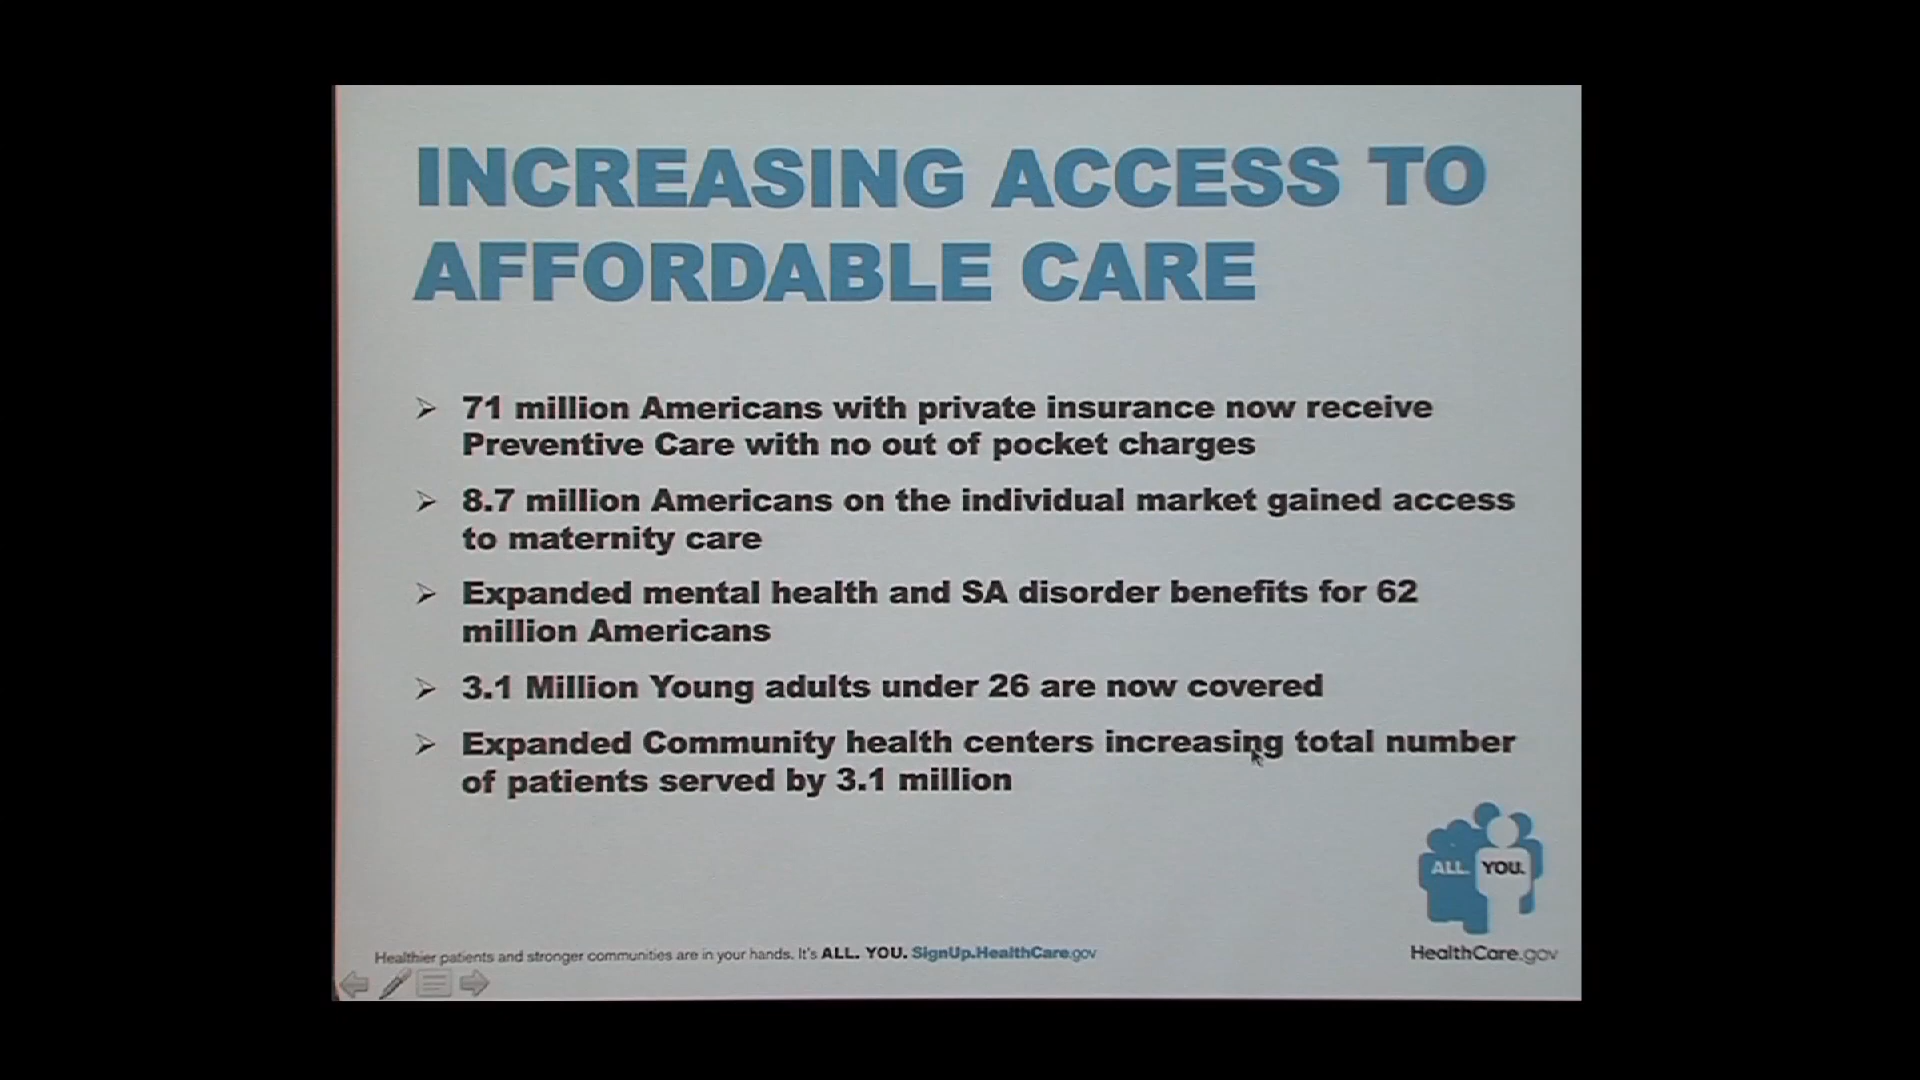 INCREASING ACCESS TO
AFFORDABLE CARE
71 million Americans with private insurance now receive
Preventive Care with no out of pocket charges
8.7 million Americans on the individual market gained access
to maternity care
Expanded mental health and SA disorder benefits for 62
million Americans
3.1 Million Young adults under 26 are now covered
Expanded Community health centers increasing total number
of patients served by 3.1 million
ALL. YOU.
Healthier patients and stronger communities are in your hands. It's ALL. YOU. SignUp.HealthCare.gov
HealthCare.gov